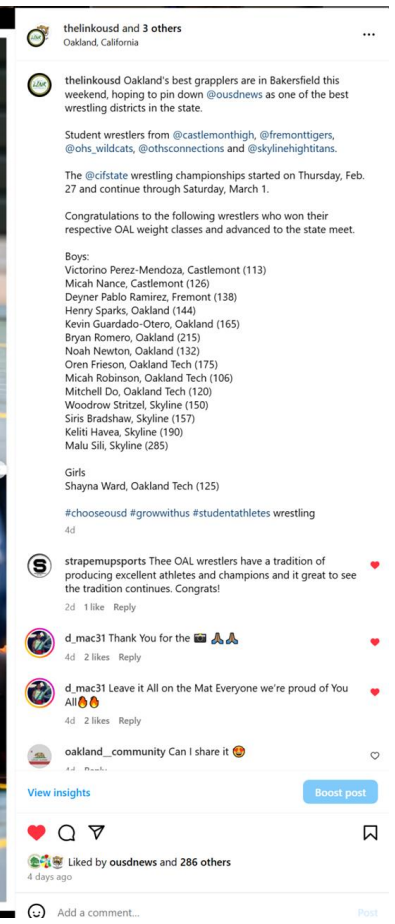 thelinkousd and 3 others
Oakland, California
thelinkousd Oakland's best grapplers are in Bakersfield this
weekend, hoping to pin down @ousdnews as one of the best
wrestling districts in the state.
Student wrestlers from @castlemonthigh, @fremonttigers,
@ohs_wildcats, @othsconnections and @skylinehightitans.
The @cifstate wrestling championships started on Thursday, Feb.
27 and continue through Saturday, March 1.
Congratulations to the following wrestlers who won their
respective OAL weight classes and advanced to the state meet.
Boys:
Victorino Perez-Mendoza, Castlemont (113)
Micah Nance, Castlemont (126)
Deyner Pablo Ramirez, Fremont (138)
Henry Sparks, Oakland (144)
Kevin Guardado-Otero, Oakland (165)
Bryan Romero, Oakland (215)
Noah Newton, Oakland (132)
Oren Frieson, Oakland Tech (175)
Micah Robinson, Oakland Tech (106)
Mitchell Do, Oakland Tech (120)
Woodrow Stritzel, Skyline (150)
Siris Bradshaw, Skyline (157)
Keliti Havea, Skyline (190)
Malu Sili, Skyline (285)
Girls
Shayna Ward, Oakland Tech (125)
#chooseousd #growwithus #studentathletes wrestling
4d
strapemupsports Thee OAL wrestlers have a tradition of
producing excellent athletes and champions and it great to see
the tradition continues. Congrats!
2d 1 like Reply
d_mac31 Thank You for the 📸 🙏🏾 🙏🏾
4d 2 likes Reply
d_mac31 Leave it All on the Mat Everyone we're proud of You
All🔥🔥
4d 2 likes Reply
oakland__community Can I share it 😍
4d Reply
View insights
Boost post
Liked by ousdnews and 286 others
4 days ago
Add a comment...
Post